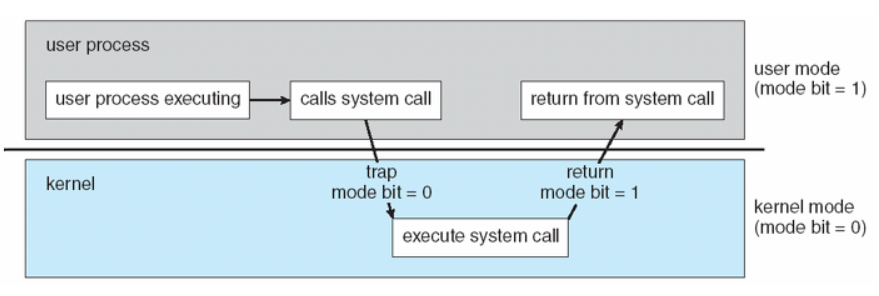 user process
user process executing
calls system call
return from system call
user mode
(mode bit = 1)
kernel
trap
mode bit = 0
return
mode bit = 1
execute system call
kernel mode
(mode bit = 0)